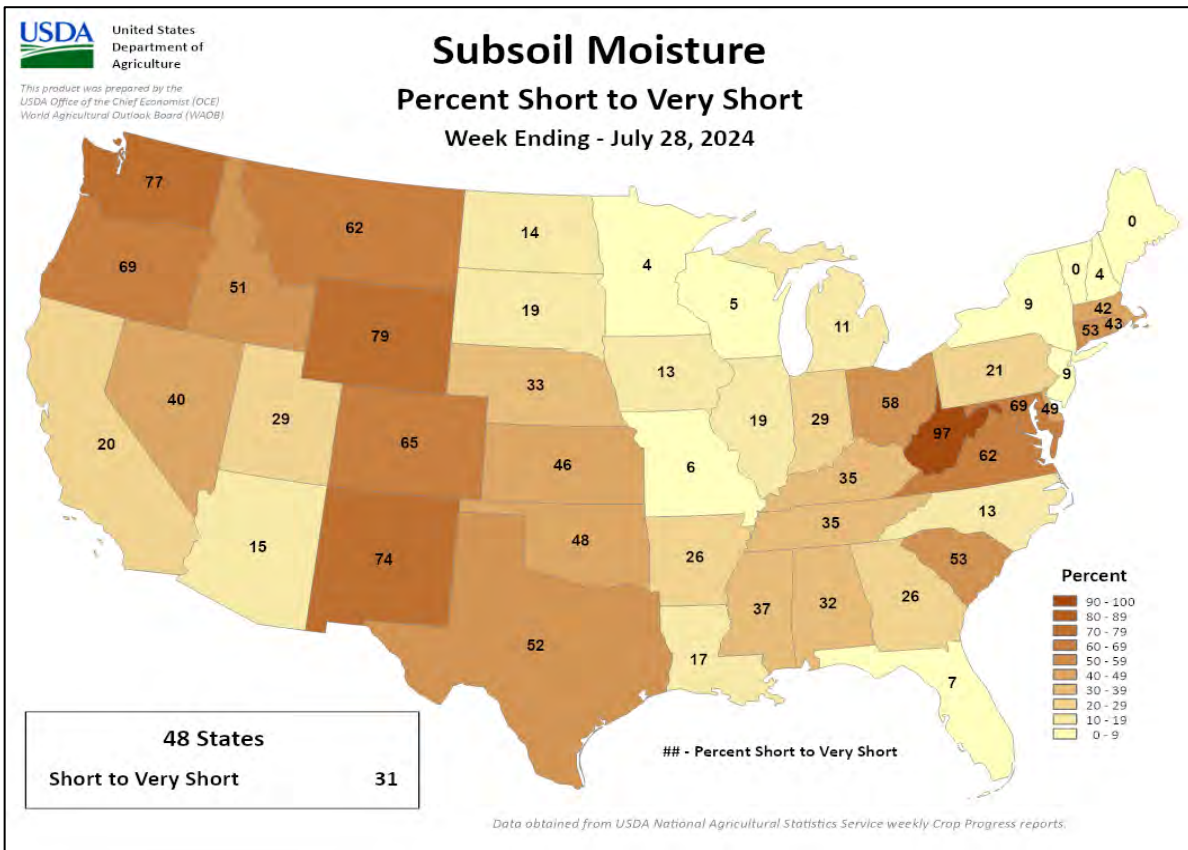 USDA
United States
Department of
Agriculture
This product was prepared by the
USDA Office of the Chief Economist (OCE)
World Agricultural Outlook Board (WAOB)
Subsoil Moisture
Percent Short to Very Short
Week Ending - July 28, 2024
77
62
14
4
0
69
51
19
5
0
4
9
42
79
11
53
43
33
13
21
9
40
29
58
69
49
20
65
19
29
97
46
6
35
62
15
74
48
26
35
13
37
32
26
53
52
17
7
Percent
90 - 100
80 - 89
70 - 79
60 - 69
50 - 59
40 - 49
30 - 39
20 - 29
10 - 19
0 - 9
48 States
Short to Very Short 31
## - Percent Short to Very Short
Data obtained from USDA National Agricultural Statistics Service weekly Crop Progress reports.